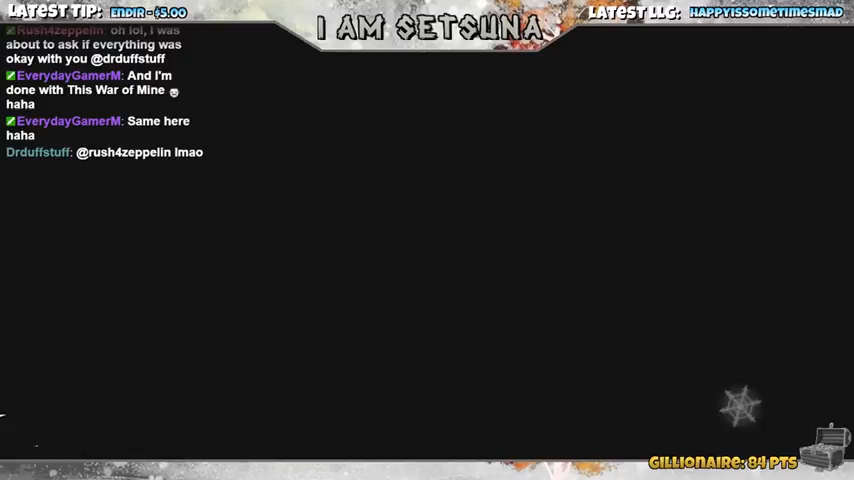 LATEST TIP: ENDIR - $5.00
I AM SETSUNA
LATEST LLG: HAPPYISSOMETIMESMAD
Rush4zeppelin: oh lol, I was
about to ask if everything was
okay with you @drduffstuff
EverydayGamerM: And I'm
done with This War of Mine
haha
EverydayGamerM: Same here
haha
Drduffstuff: @rush4zeppelin lmao
GILLIONAIRE: 84 PTS